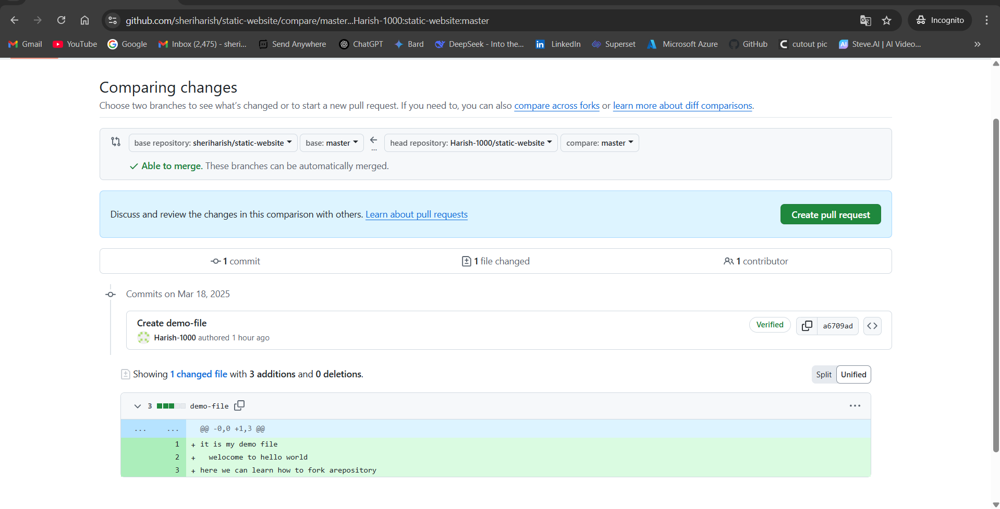 github.com/sheriharish/static-website/compare/master...Harish-1000:static-website:master
Incognito
Gmail YouTube Google Inbox (2,475) - sheri... Send Anywhere ChatGPT Bard DeepSeek - Into the... LinkedIn Superset Microsoft Azure GitHub cutout pic Steve.AI | AI Video... »
Comparing changes
Choose two branches to see what's changed or to start a new pull request. If you need to, you can also compare across forks or learn more about diff comparisons.
base repository: sheriharish/static-website base: master ... head repository: Harish-1000/static-website compare: master
Able to merge. These branches can be automatically merged.
Discuss and review the changes in this comparison with others. Learn about pull requests
Create pull request
1 commit 1 file changed 1 contributor
Commits on Mar 18, 2025
Create demo-file
Harish-1000 authored 1 hour ago
Verified a6709ad
Showing 1 changed file with 3 additions and 0 deletions.
Split Unified
3 demo-file
... ... @@ -0,0 +1,3 @@
1 + it is my demo file
2 + welocome to hello world
3 + here we can learn how to fork arepository